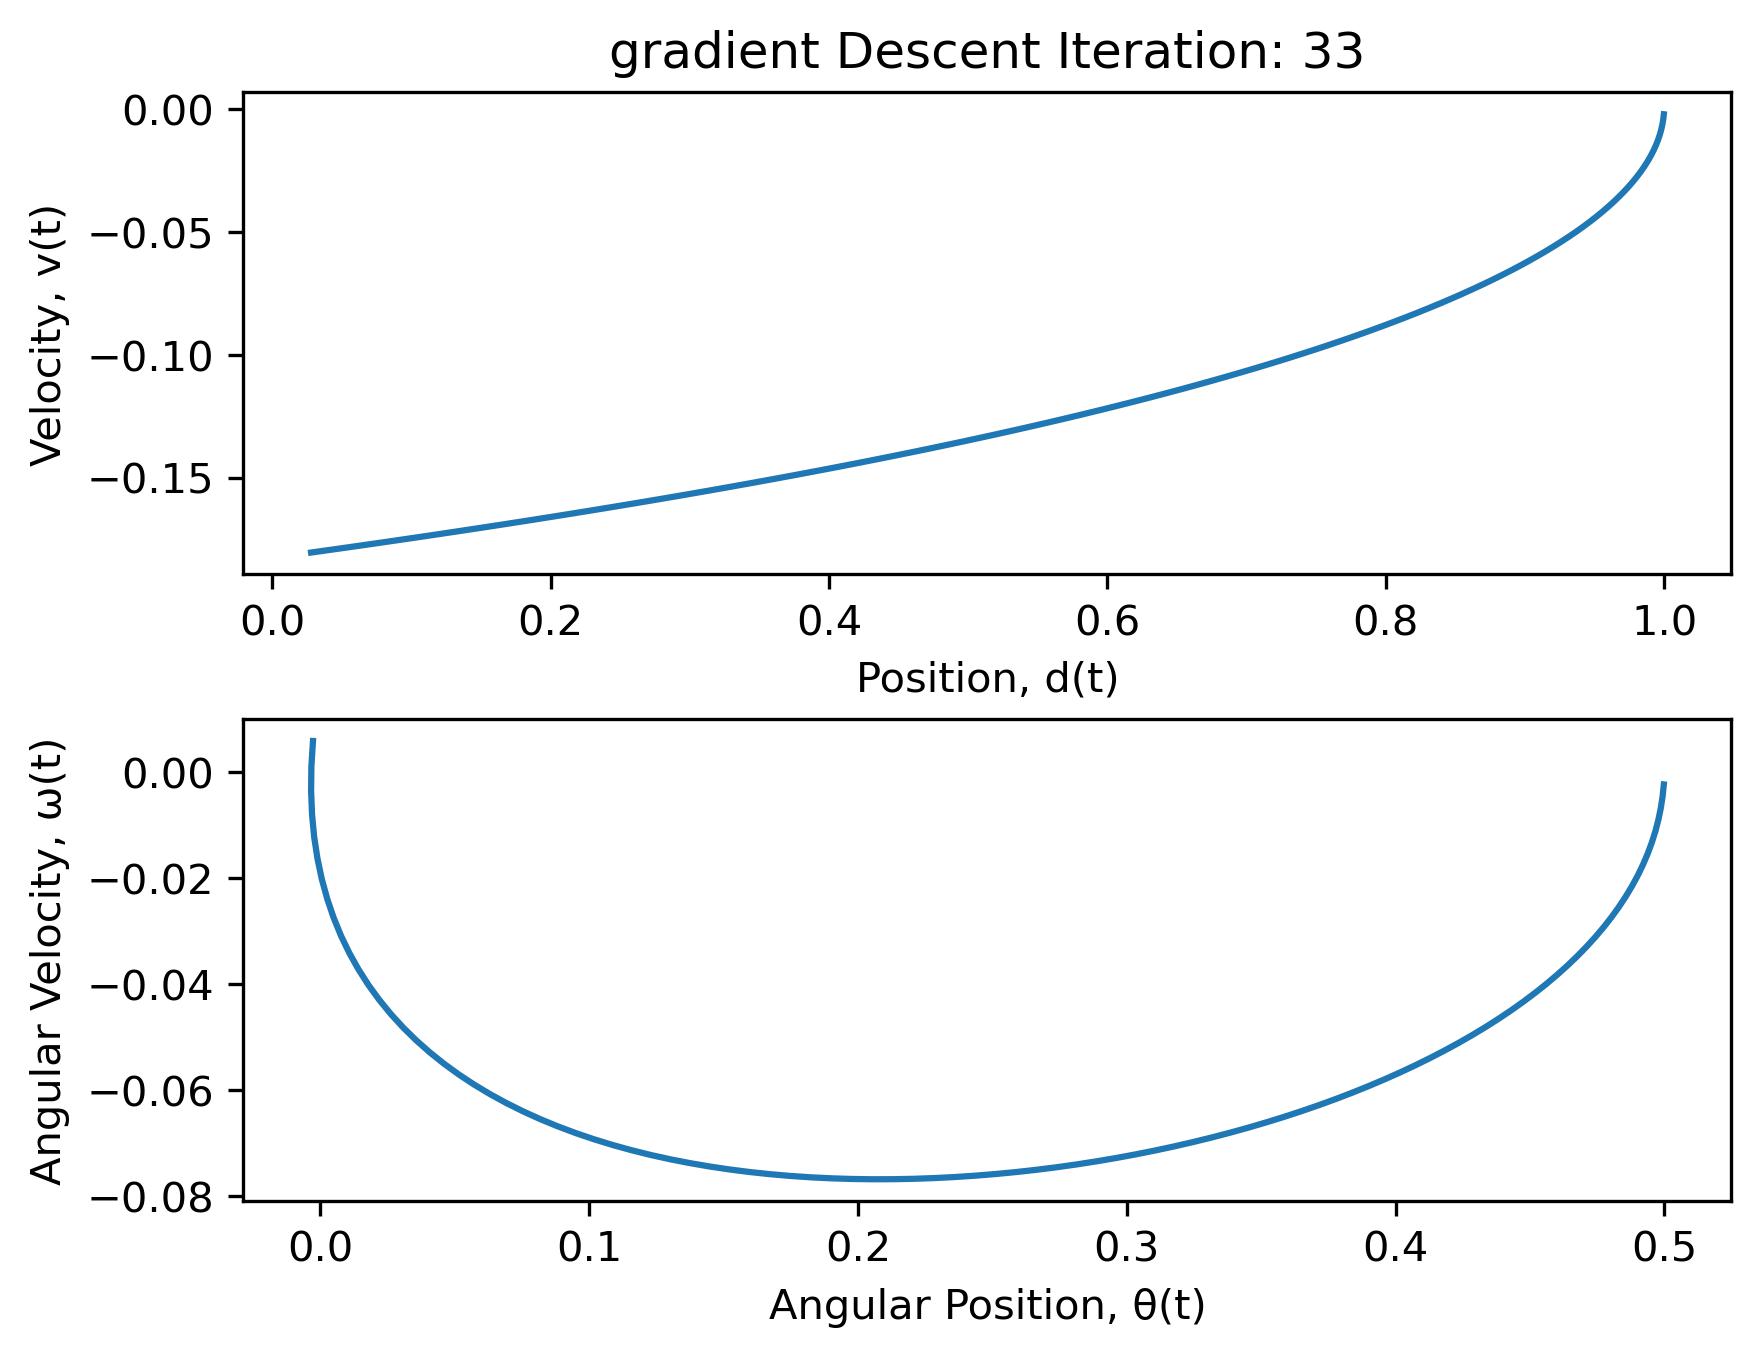 gradient Descent Iteration: 33
0.00
−0.05
−0.10
−0.15
Velocity, v(t)
0.0 0.2 0.4 0.6 0.8 1.0
Position, d(t)
0.00
−0.02
−0.04
−0.06
−0.08
Angular Velocity, ω(t)
0.0 0.1 0.2 0.3 0.4 0.5
Angular Position, θ(t)